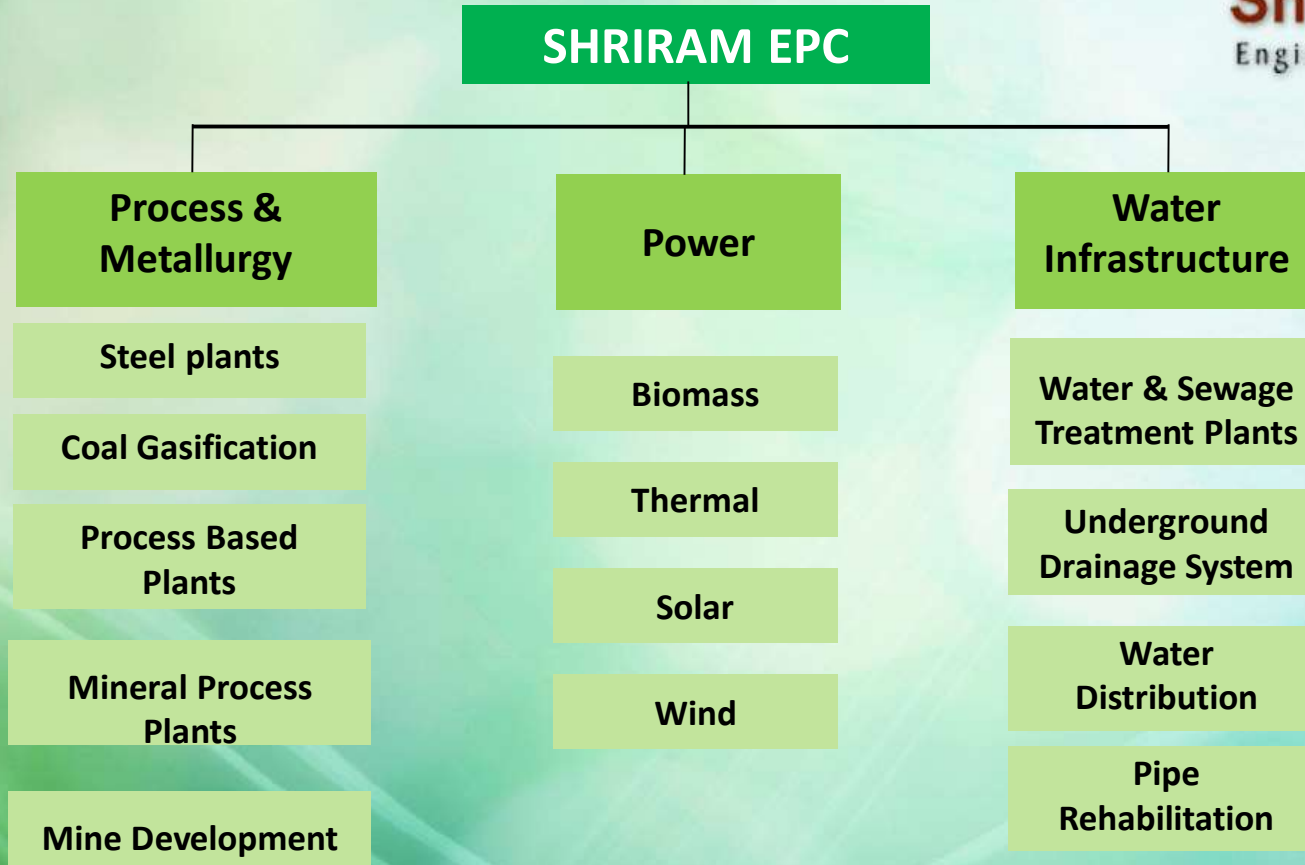 SHRIRAM EPC
Process &
Metallurgy
Steel plants
Coal Gasification
Process Based
Plants
Mineral Process
Plants
Mine Development
Power
Biomass
Thermal
Solar
Wind
Water
Infrastructure
Water & Sewage
Treatment Plants
Underground
Drainage System
Water
Distribution
Pipe
Rehabilitation